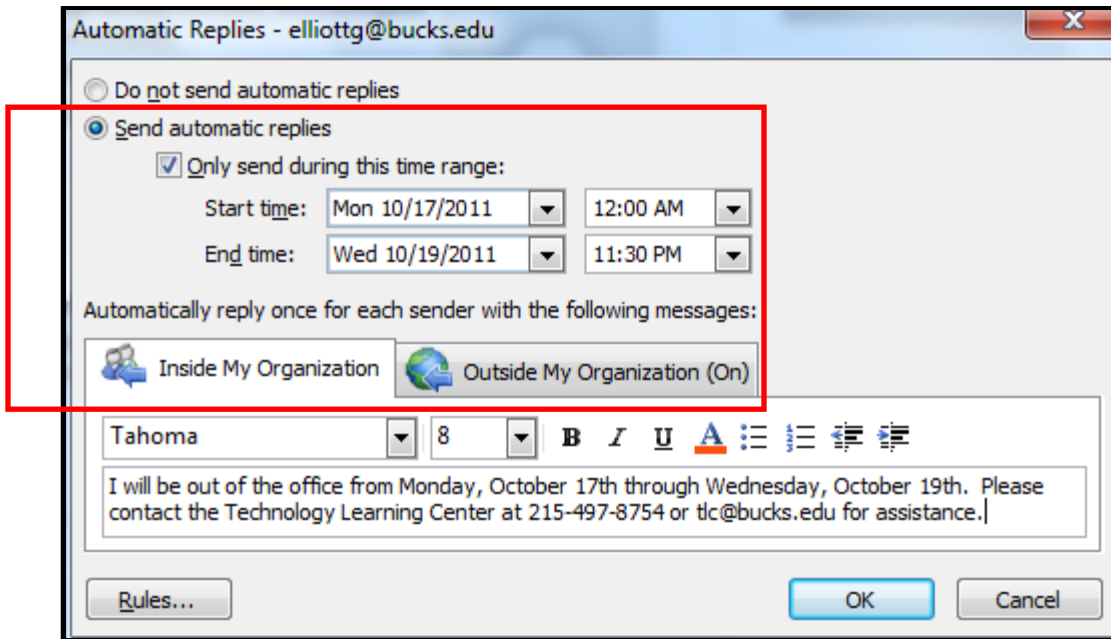 Automatic Replies - elliottg@bucks.edu
Do not send automatic replies
Send automatic replies
Only send during this time range:
Start time: Mon 10/17/2011 12:00 AM
End time: Wed 10/19/2011 11:30 PM
Automatically reply once for each sender with the following messages:
Inside My Organization Outside My Organization (On)
Tahoma 8 B I U A
I will be out of the office from Monday, October 17th through Wednesday, October 19th.  Please
contact the Technology Learning Center at 215-497-8754 or tlc@bucks.edu for assistance.
Rules... OK Cancel